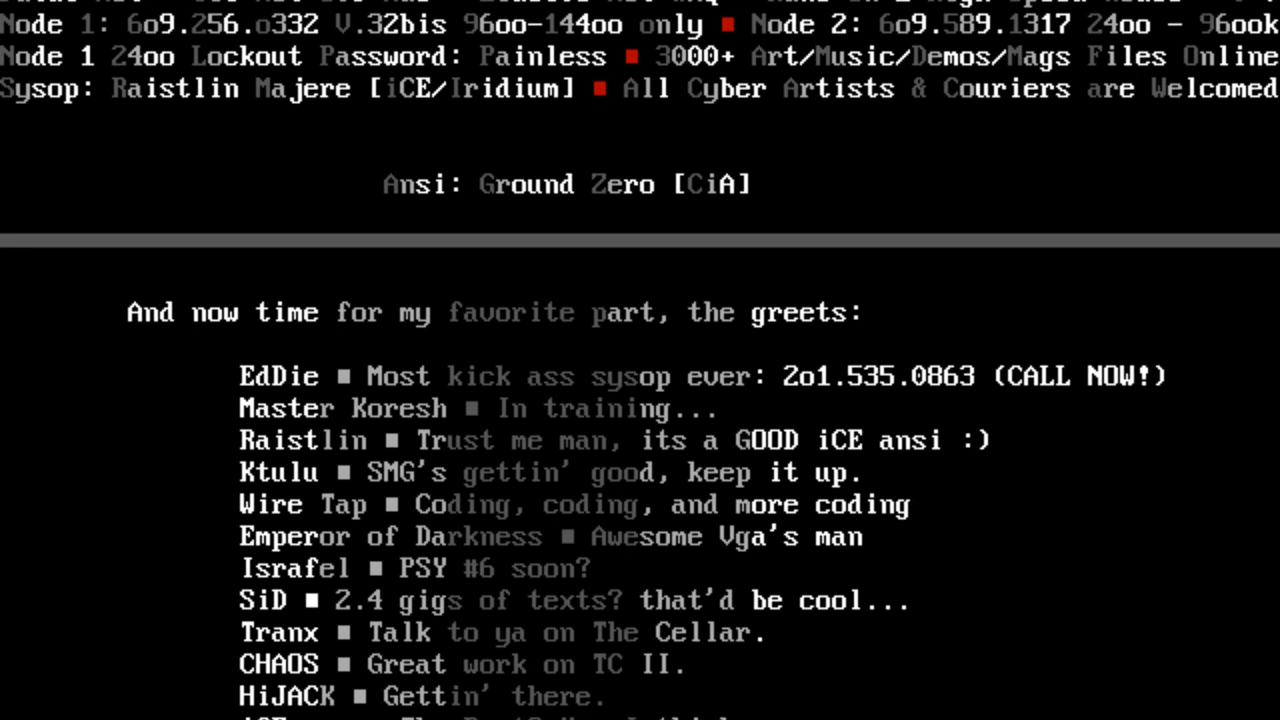 Node 1: 6o9.256.o332 V.32bis 96oo-144oo only ■ Node 2: 6o9.589.1317 24oo - 96ook
Node 1 24oo Lockout Password: Painless ■ 3000+ Art/Music/Demos/Mags Files Online
Sysop: Raistlin Majere [iCE/Iridium] ■ All Cyber Artists & Couriers are Welcomed
Ansi: Ground Zero [CiA]
And now time for my favorite part, the greets:
EdDie ■ Most kick ass sysop ever: 2o1.535.0863 (CALL NOW!)
Master Koresh ■ In training...
Raistlin ■ Trust me man, its a GOOD iCE ansi :)
Ktulu ■ SMG's gettin' good, keep it up.
Wire Tap ■ Coding, coding, and more coding
Emperor of Darkness ■ Awesome Vga's man
Israfel ■ PSY #6 soon?
SiD ■ 2.4 gigs of texts? that'd be cool...
Tranx ■ Talk to ya on The Cellar.
CHAOS ■ Great work on TC II.
HiJACK ■ Gettin' there.